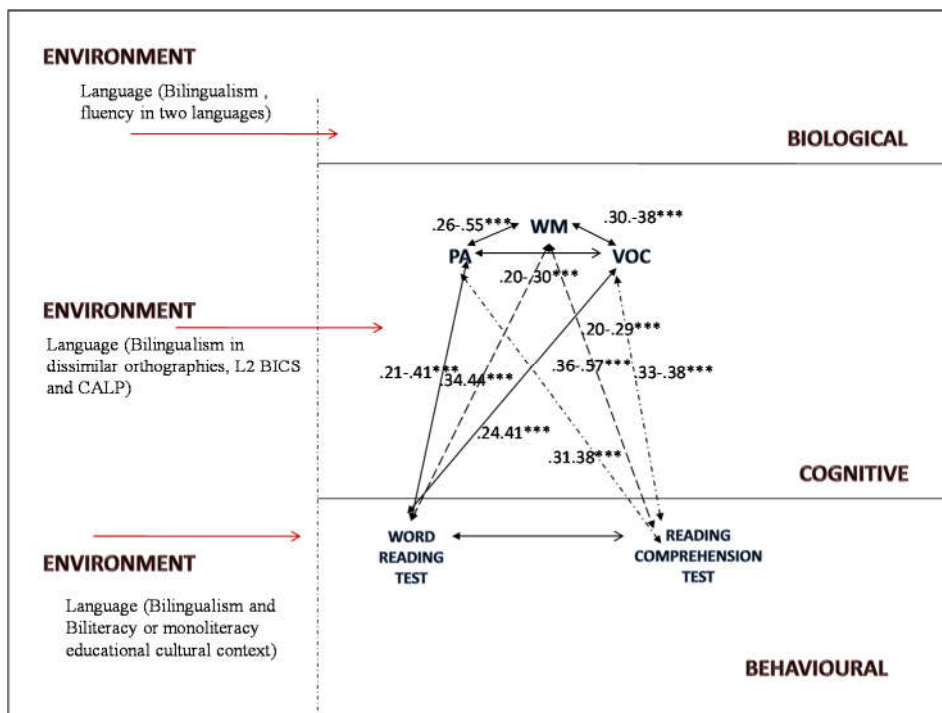 ENVIRONMENT
Language (Bilingualism ,
fluency in two languages)
BIOLOGICAL
.26-.55***
WM
.30.-38***
PA
VOC
.20-.30***
ENVIRONMENT
Language (Bilingualism in
dissimilar orthographies, L2 BICS
and CALP)
.20-.29***
.21-.41***
.34.44***
.36-.57***
.33-.38***
.24.41***
.31.38***
COGNITIVE
WORD
READING
TEST
READING
COMPREHENSION
TEST
ENVIRONMENT
Language (Bilingualism and
Biliteracy or monoliteracy
educational cultural context)
BEHAVIOURAL